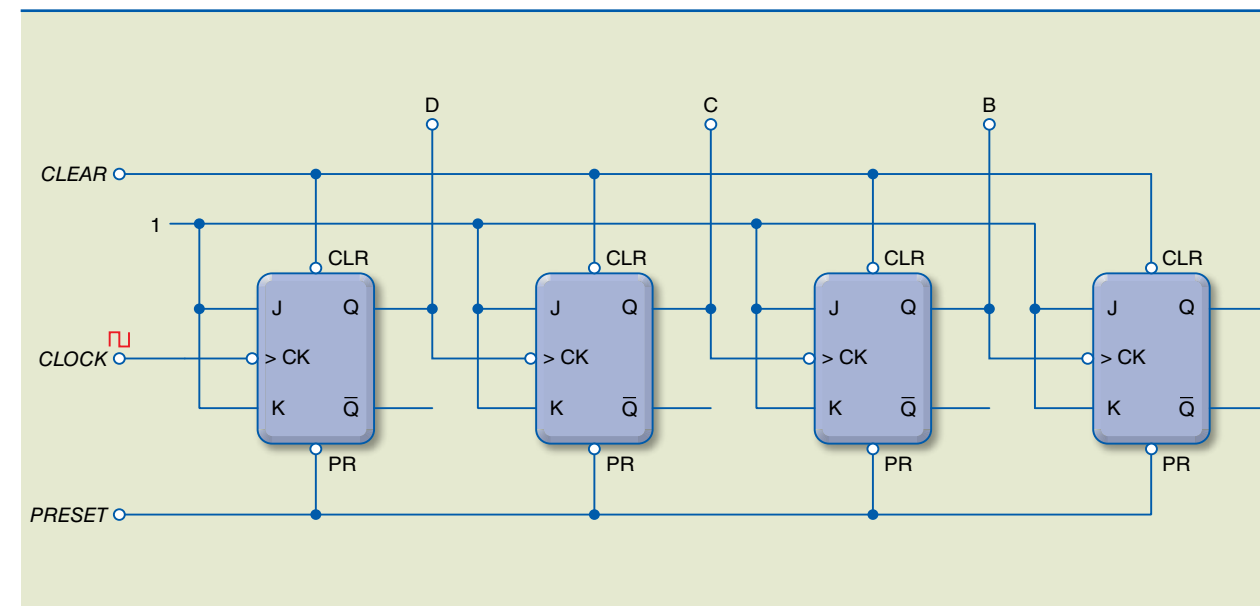 D C B
CLEAR
1
CLR CLR CLR CLR
J Q J Q J Q J Q
CLOCK > CK > CK > CK > CK
K Q̅ K Q̅ K Q̅ K Q̅
PR PR PR PR
PRESET